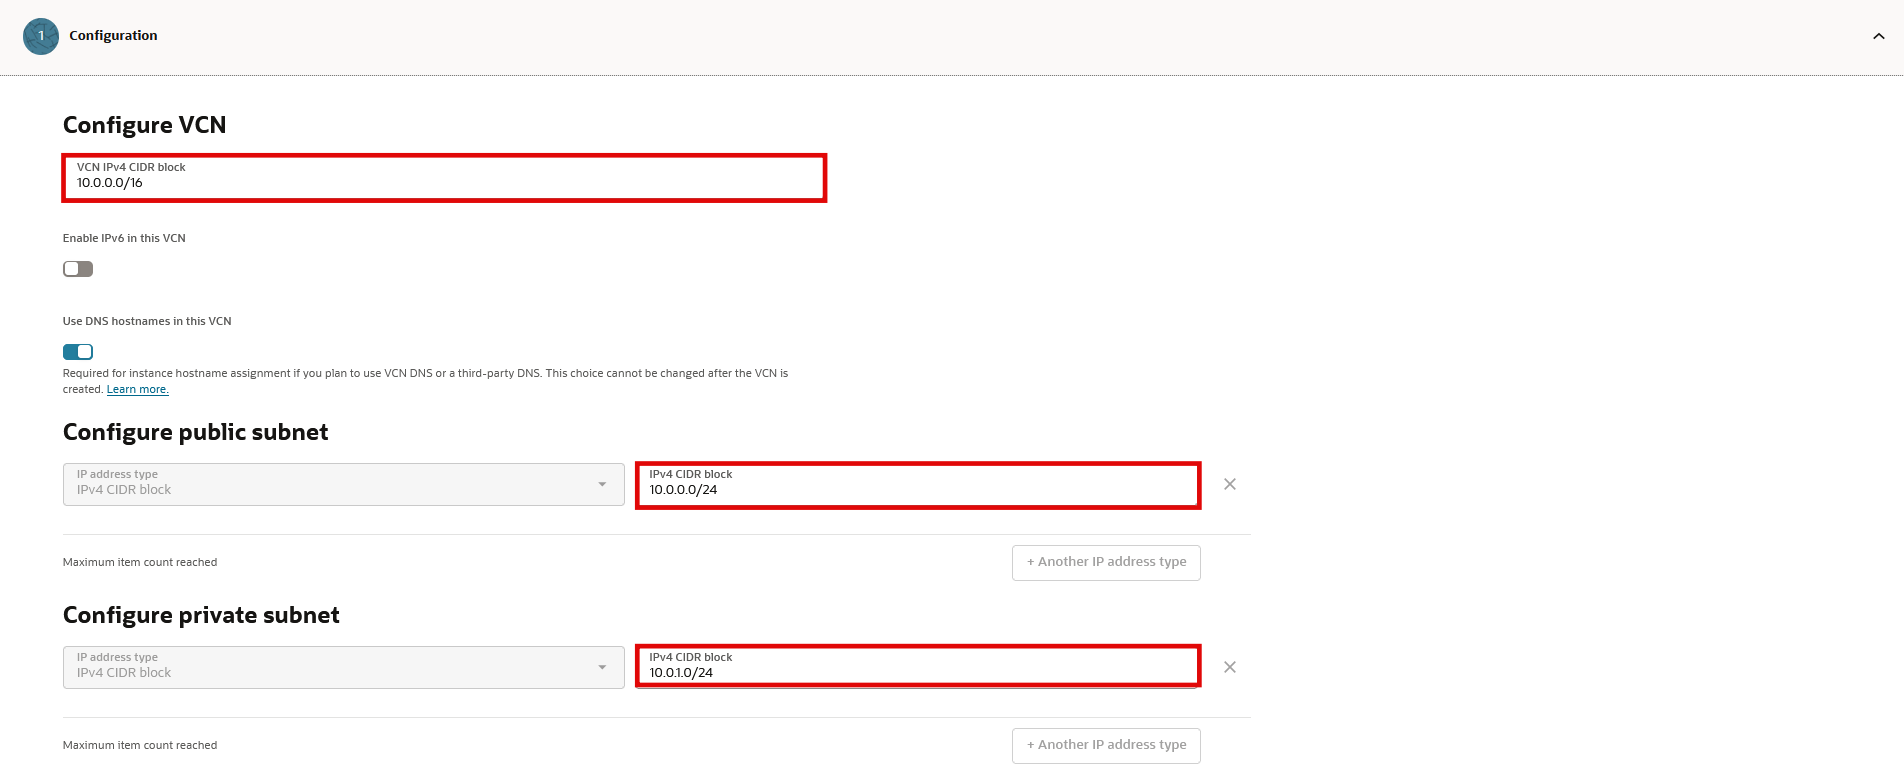 1 Configuration
Configure VCN
VCN IPv4 CIDR block
10.0.0.0/16
Enable IPv6 in this VCN
Use DNS hostnames in this VCN
Required for instance hostname assignment if you plan to use VCN DNS or a third-party DNS. This choice cannot be changed after the VCN is
created. Learn more.
Configure public subnet
IP address type
IPv4 CIDR block
IPv4 CIDR block
10.0.0.0/24
Maximum item count reached
+ Another IP address type
Configure private subnet
IP address type
IPv4 CIDR block
IPv4 CIDR block
10.0.1.0/24
Maximum item count reached
+ Another IP address type